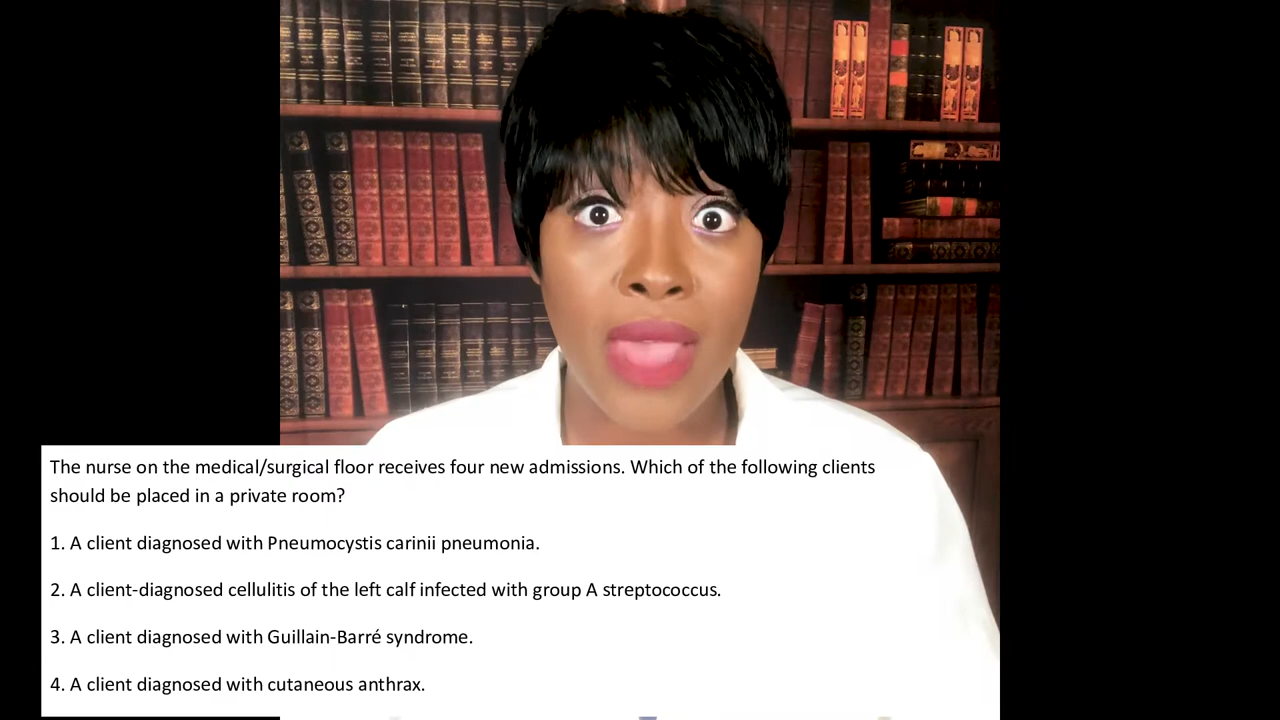 The nurse on the medical/surgical floor receives four new admissions. Which of the following clients
should be placed in a private room?
1. A client diagnosed with Pneumocystis carinii pneumonia.
2. A client-diagnosed cellulitis of the left calf infected with group A streptococcus.
3. A client diagnosed with Guillain-Barré syndrome.
4. A client diagnosed with cutaneous anthrax.